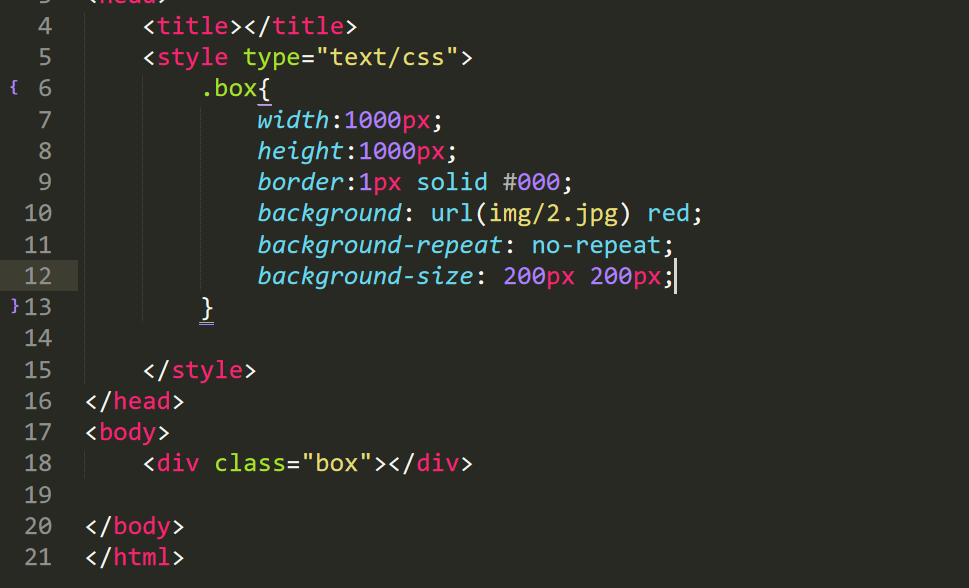 3 <head>
4 <title></title>
5 <style type="text/css">
{ 6 .box{
7 width:1000px;
8 height:1000px;
9 border:1px solid #000;
10 background: url(img/2.jpg) red;
11 background-repeat: no-repeat;
12 background-size: 200px 200px;
} 13 }
14
15 </style>
16 </head>
17 <body>
18 <div class="box"></div>
19
20 </body>
21 </html>